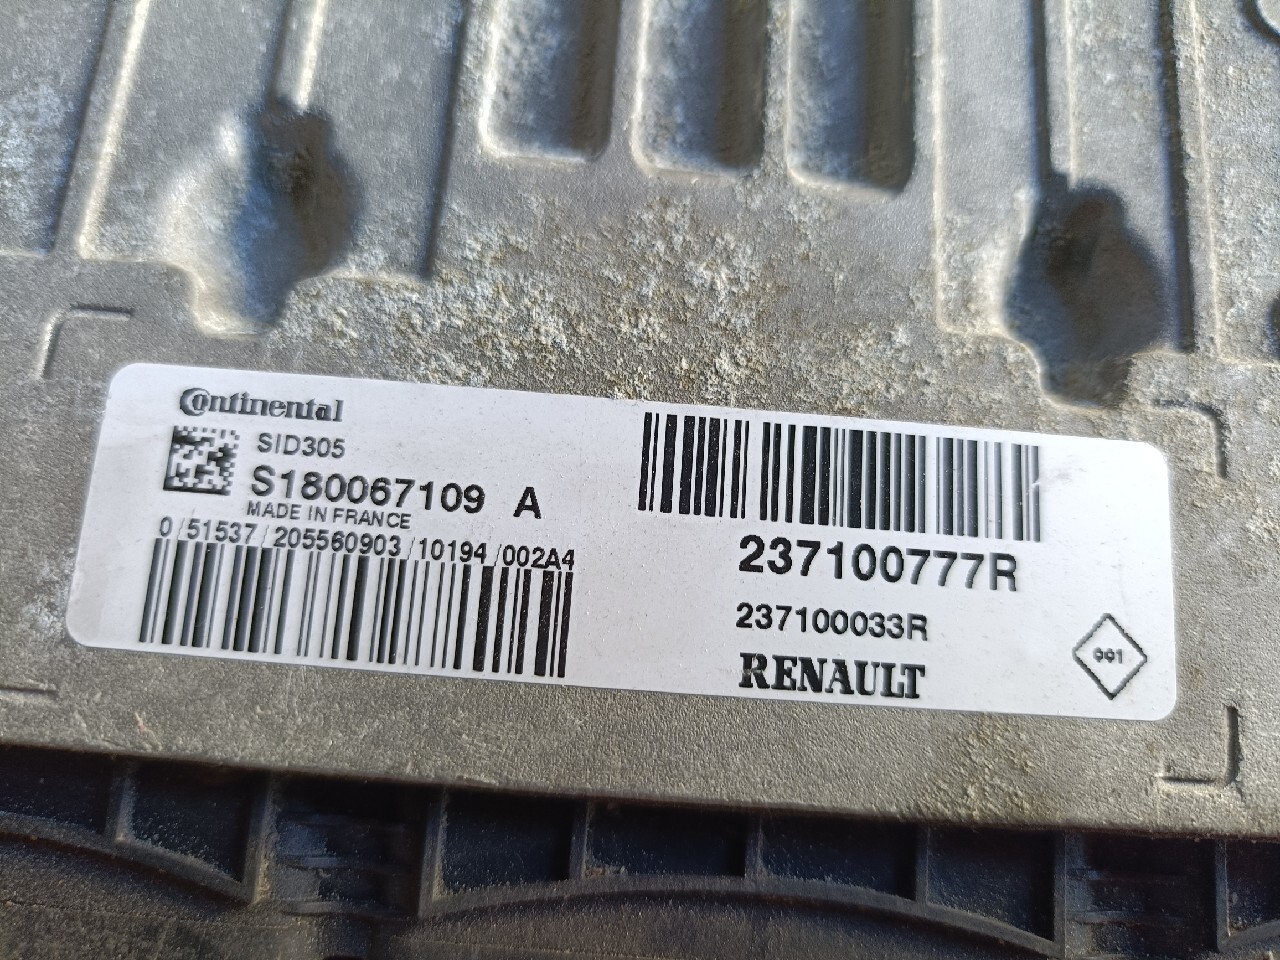 Continental
SID305
S180067109 A
MADE IN FRANCE
0/51537/205560903/10194/002A4
237100777R
237100033R
RENAULT
001